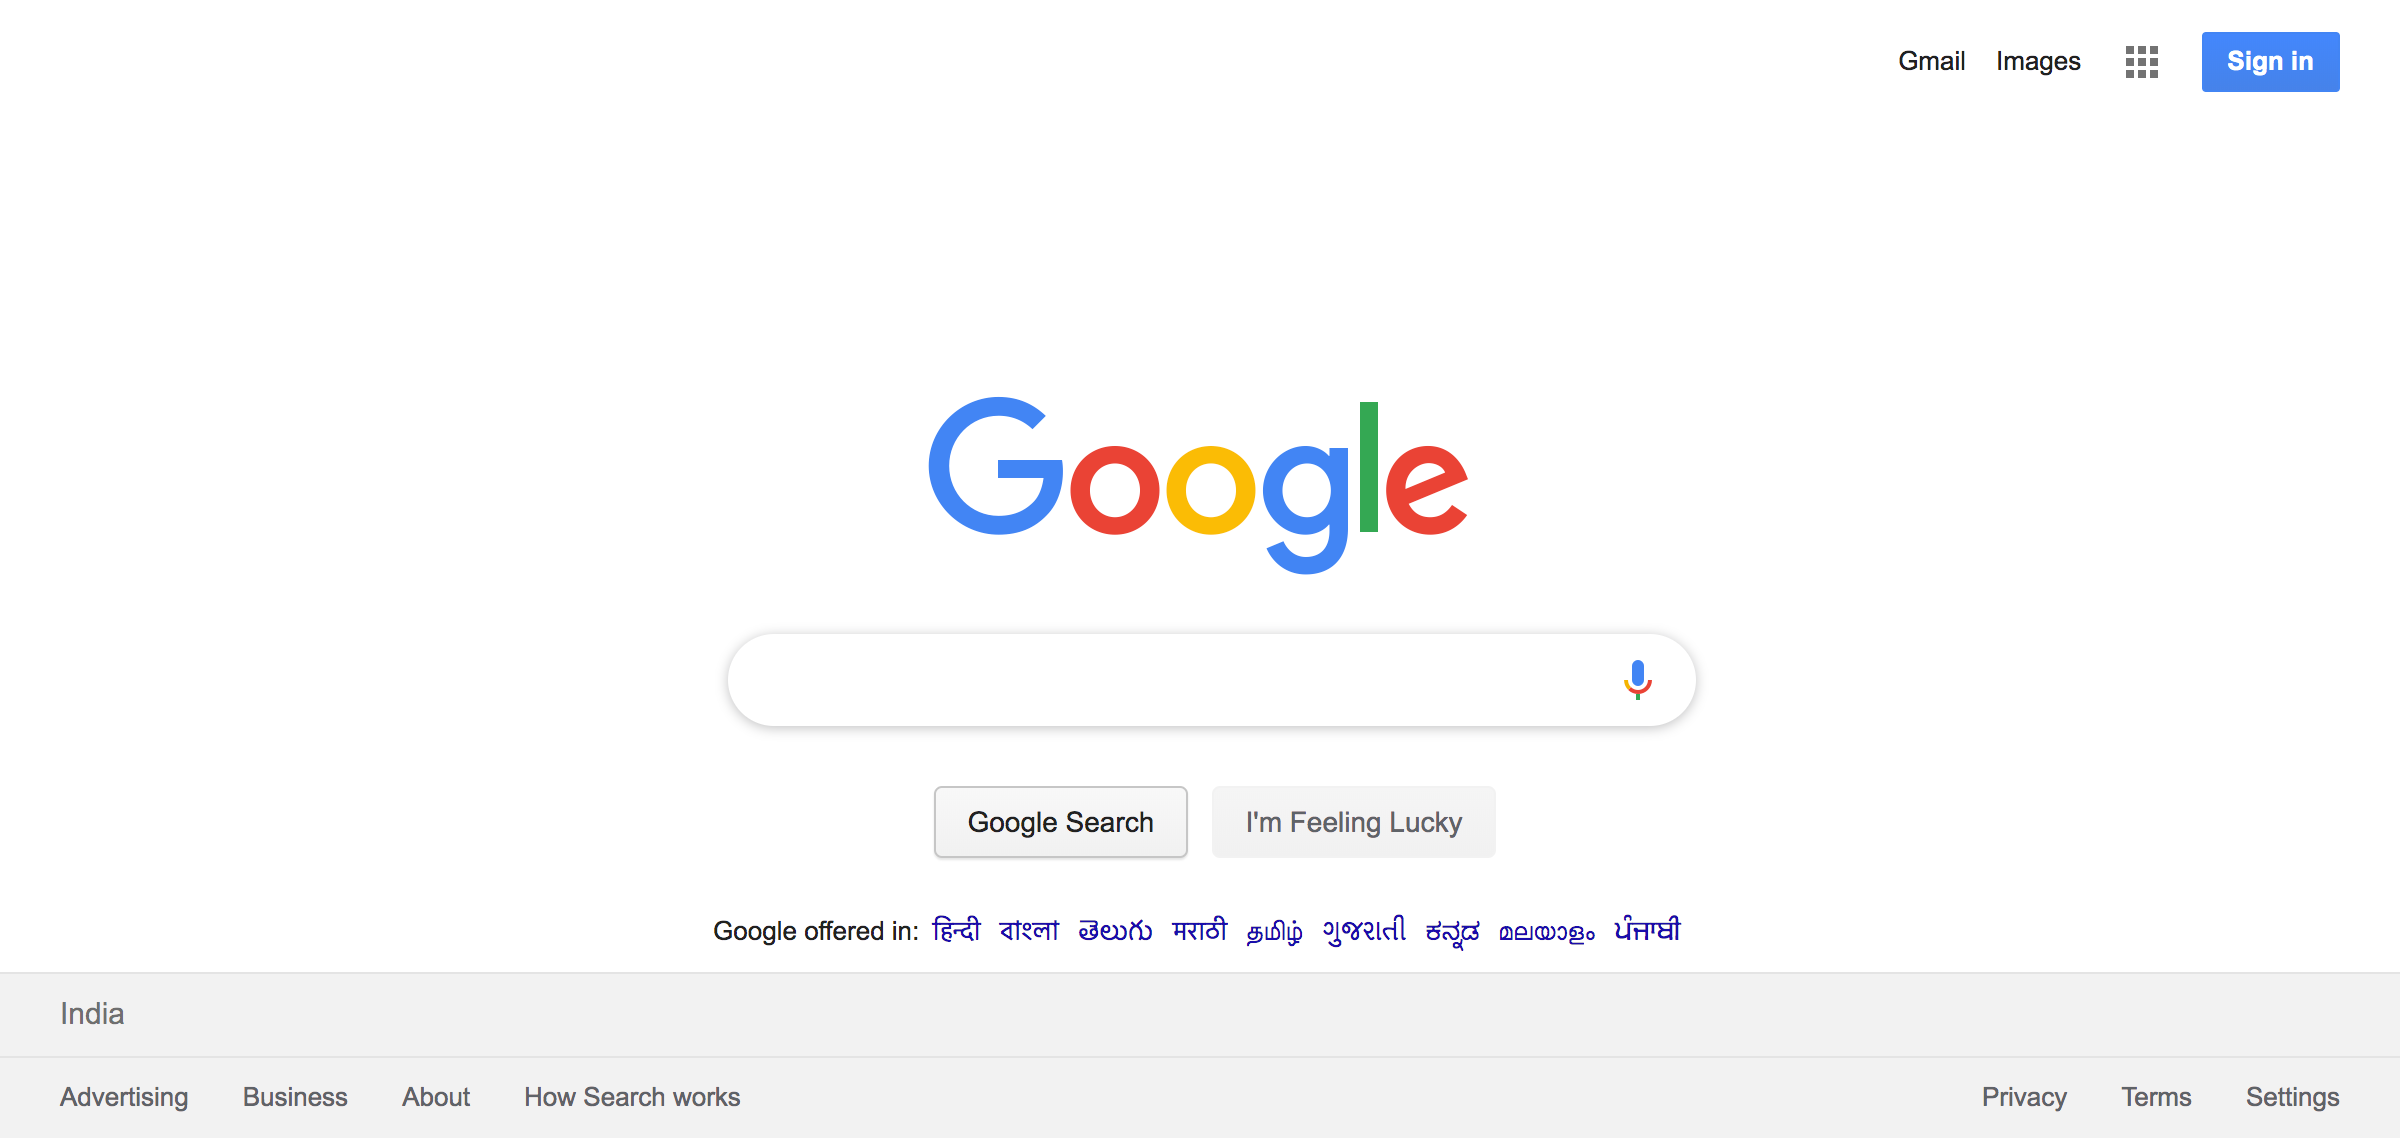 Gmail Images Sign in
Google
Google Search I'm Feeling Lucky
Google offered in: हिन्दी বাংলা తెలుగు मराठी தமிழ் ગુજરાતી ಕನ್ನಡ മലയാളം ਪੰਜਾਬੀ
India
Advertising Business About How Search works Privacy Terms Settings